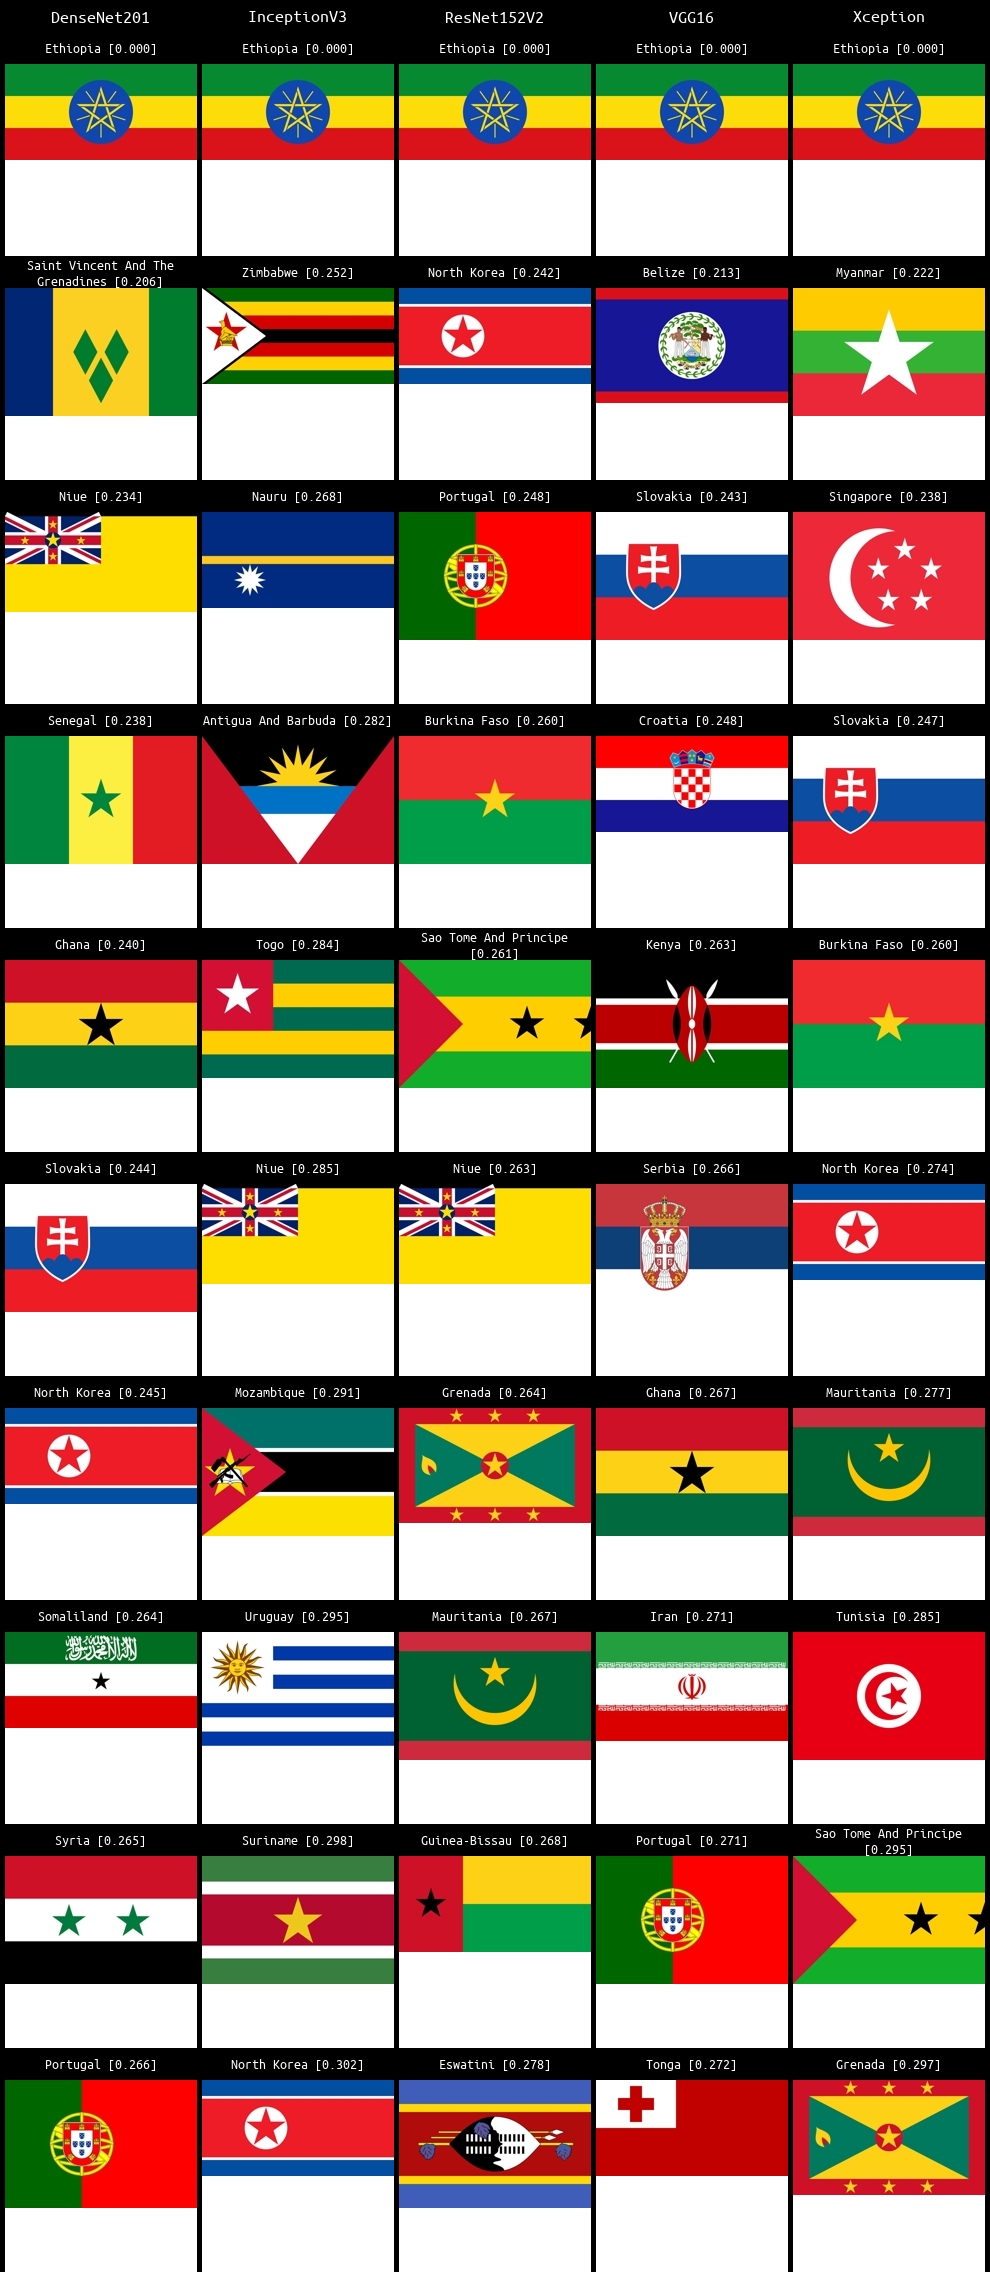 DenseNet201 InceptionV3 ResNet152V2 VGG16 Xception
Ethiopia [0.000] Ethiopia [0.000] Ethiopia [0.000] Ethiopia [0.000] Ethiopia [0.000]
Saint Vincent And The
Grenadines [0.206] Zimbabwe [0.252] North Korea [0.242] Belize [0.213] Myanmar [0.222]
Niue [0.234] Nauru [0.268] Portugal [0.248] Slovakia [0.243] Singapore [0.238]
Senegal [0.238] Antigua And Barbuda [0.282] Burkina Faso [0.260] Croatia [0.248] Slovakia [0.247]
Ghana [0.240] Togo [0.284] Sao Tome And Principe
[0.261] Kenya [0.263] Burkina Faso [0.260]
Slovakia [0.244] Niue [0.285] Niue [0.263] Serbia [0.266] North Korea [0.274]
North Korea [0.245] Mozambique [0.291] Grenada [0.264] Ghana [0.267] Mauritania [0.277]
Somaliland [0.264] Uruguay [0.295] Mauritania [0.267] Iran [0.271] Tunisia [0.285]
Syria [0.265] Suriname [0.298] Guinea-Bissau [0.268] Portugal [0.271] Sao Tome And Principe
[0.295]
Portugal [0.266] North Korea [0.302] Eswatini [0.278] Tonga [0.272] Grenada [0.297]